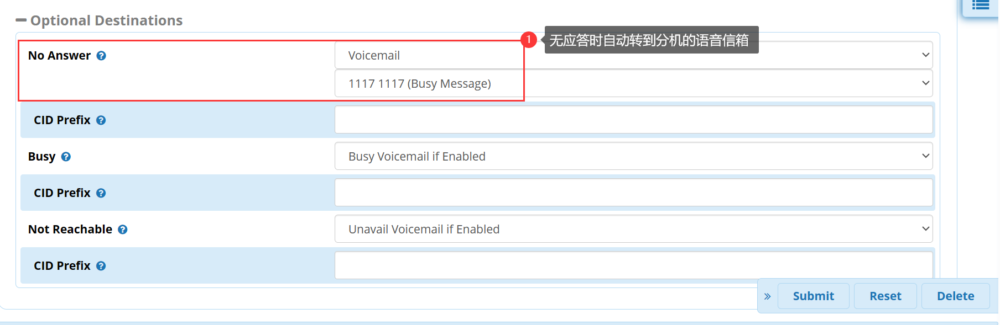 Optional Destinations
1 无应答时自动转到分机的语音信箱
No Answer Voicemail
1117 1117 (Busy Message)
CID Prefix
Busy Busy Voicemail if Enabled
CID Prefix
Not Reachable Unavail Voicemail if Enabled
CID Prefix
» Submit Reset Delete